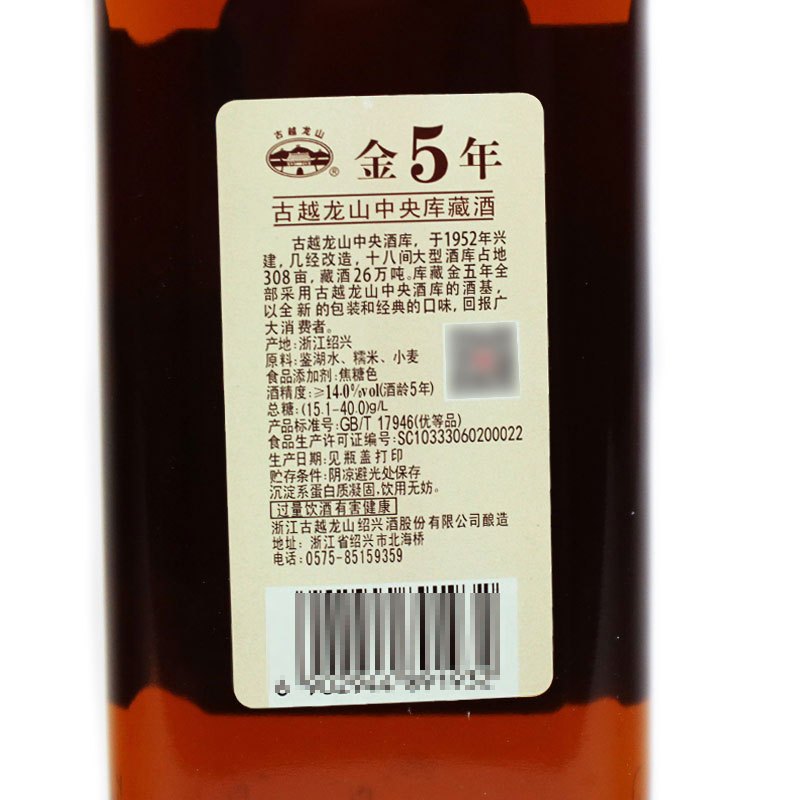 古越龙山
®
金5年
古越龙山中央库藏酒
古越龙山中央酒库，于1952年兴
建，几经改造，十八间大型酒库占地
308亩，藏酒26万吨。库藏金五年全
部采用古越龙山中央酒库的酒基，
以全新的包装和经典的口味，回报广
大消费者。
产地:浙江绍兴
原料:鉴湖水、糯米、小麦
食品添加剂:焦糖色
酒精度:≥14.0%vol(酒龄5年)
总糖:(15.1-40.0)g/L
产品标准号:GB/T 17946(优等品)
食品生产许可证编号:SC10333060200022
生产日期:见瓶盖打印
贮存条件:阴凉避光处保存
沉淀系蛋白质凝固,饮用无妨。
过量饮酒有害健康
浙江古越龙山绍兴酒股份有限公司酿造
地址：浙江省绍兴市北海桥
电话:0575-85159359